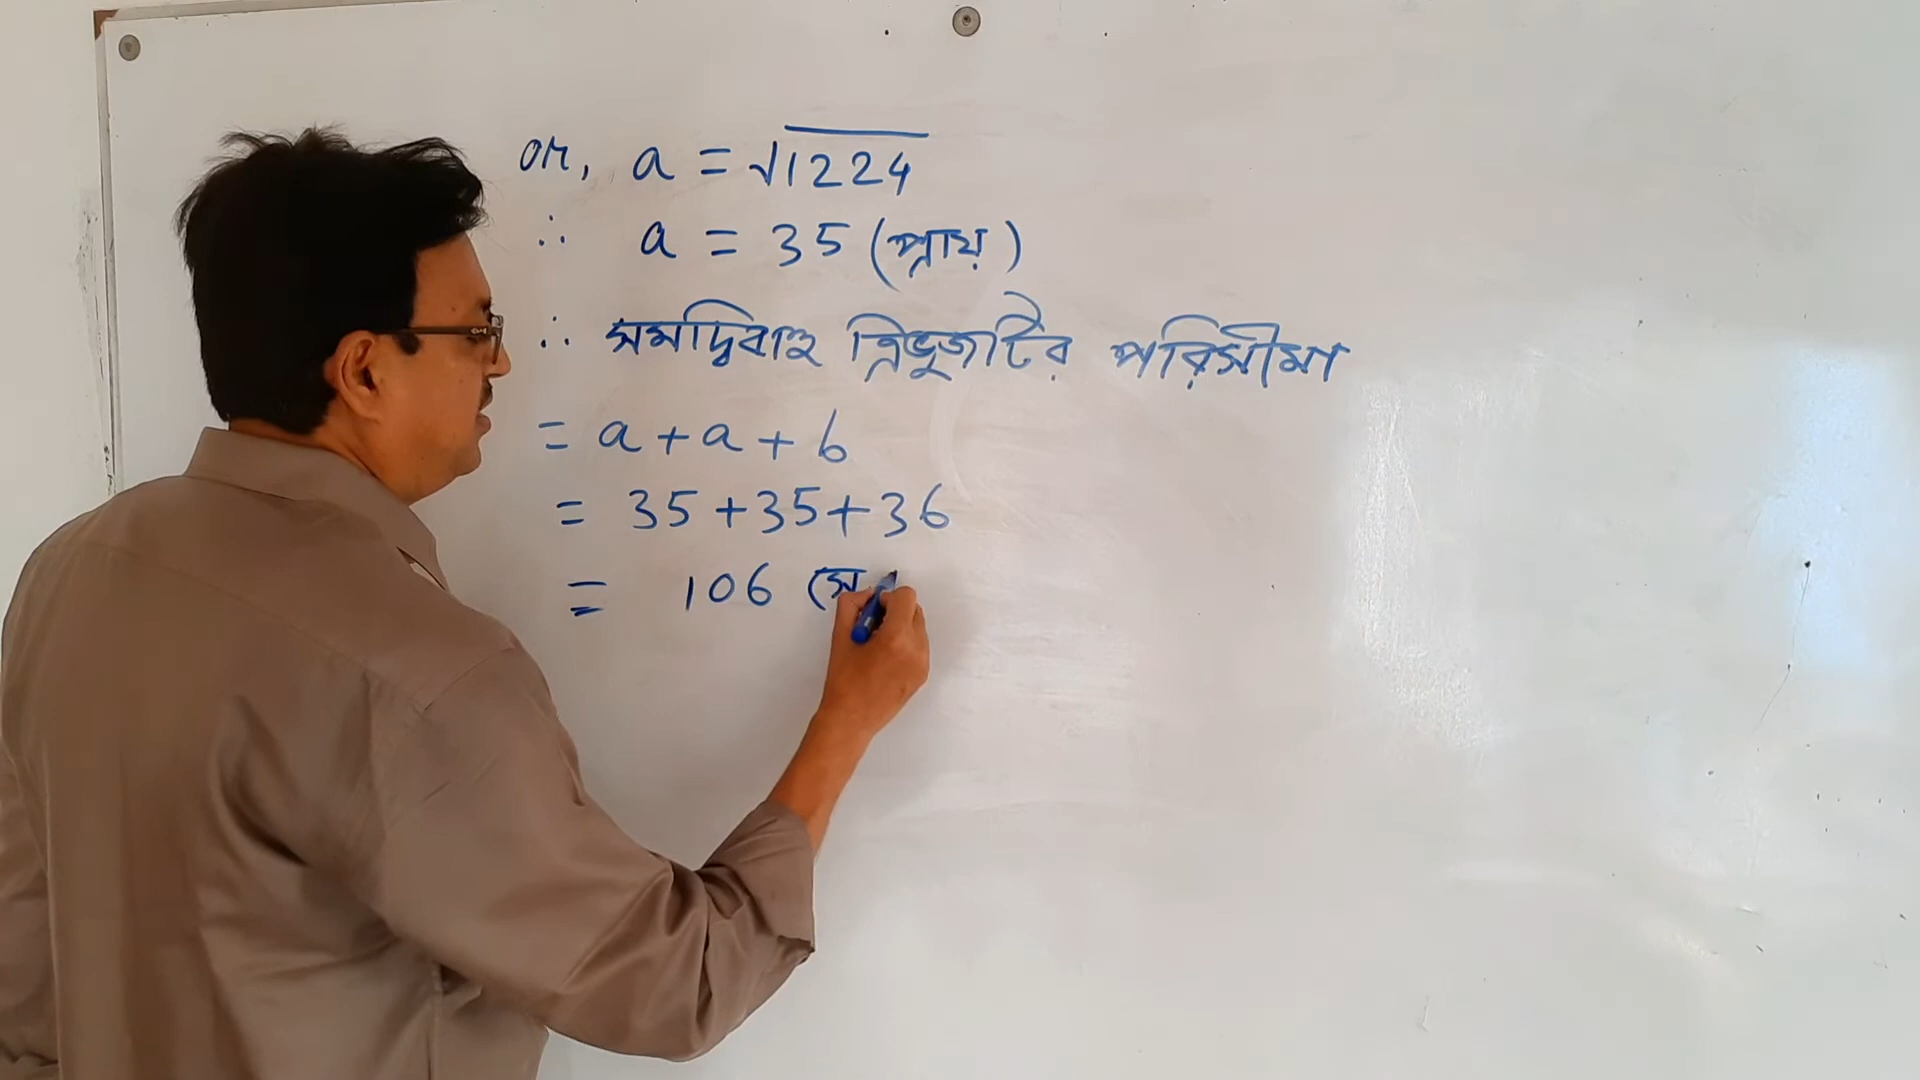 or, a = √1224
∴ a = 35 (প্রায়)
∴ সমদ্বিবাহু ত্রিভুজটির পরিসীমা
= a + a + b
= 35 + 35 + 36
= 106 সে